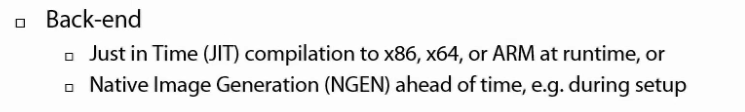 Back-end
Just in Time (JIT) compilation to x86, x64, or ARM at runtime, or
Native Image Generation (NGEN) ahead of time, e.g. during setup